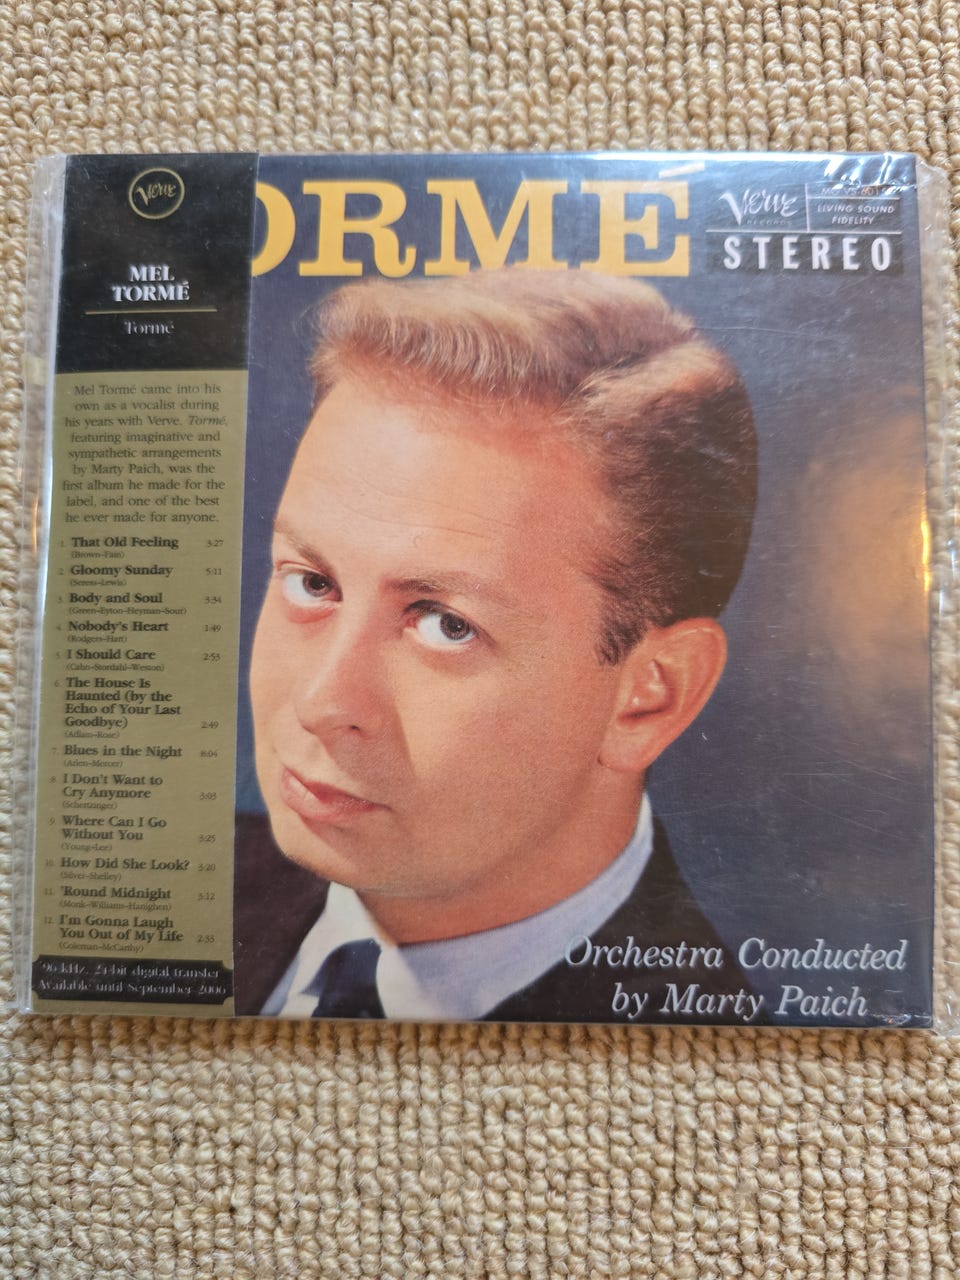 Verve
MEL
TORMÉ
Tormé
Mel Tormé came into his
own as a vocalist during
his years with Verve. Tormé,
featuring imaginative and
sympathetic arrangements
by Marty Paich, was the
first album he made for the
label, and one of the best
he ever made for anyone.
1. That Old Feeling 3:27
(Brown–Fain)
2. Gloomy Sunday 5:11
(Seress–Lewis)
3. Body and Soul 3:34
(Green–Eyton–Heyman–Sour)
4. Nobody's Heart 1:49
(Rodgers–Hart)
5. I Should Care 2:53
(Cahn–Stordahl–Weston)
6. The House Is
Haunted (by the
Echo of Your Last
Goodbye) 2:49
(Adlam–Rose)
7. Blues in the Night 6:04
(Arlen–Mercer)
8. I Don't Want to
Cry Anymore 3:03
(Schertzinger)
9. Where Can I Go
Without You 3:25
(Young–Lee)
10. How Did She Look? 3:20
(Silver–Shelley)
11. 'Round Midnight 3:12
(Monk–Williams–Hanighen)
12. I'm Gonna Laugh
You Out of My Life 2:35
(Coleman–McCarthy)
96-kHz, 24-bit digital transfer
Available until September 2006
ORMÉ
Verve
RECORDS
LIVING SOUND
FIDELITY
STEREO
Orchestra Conducted
by Marty Paich